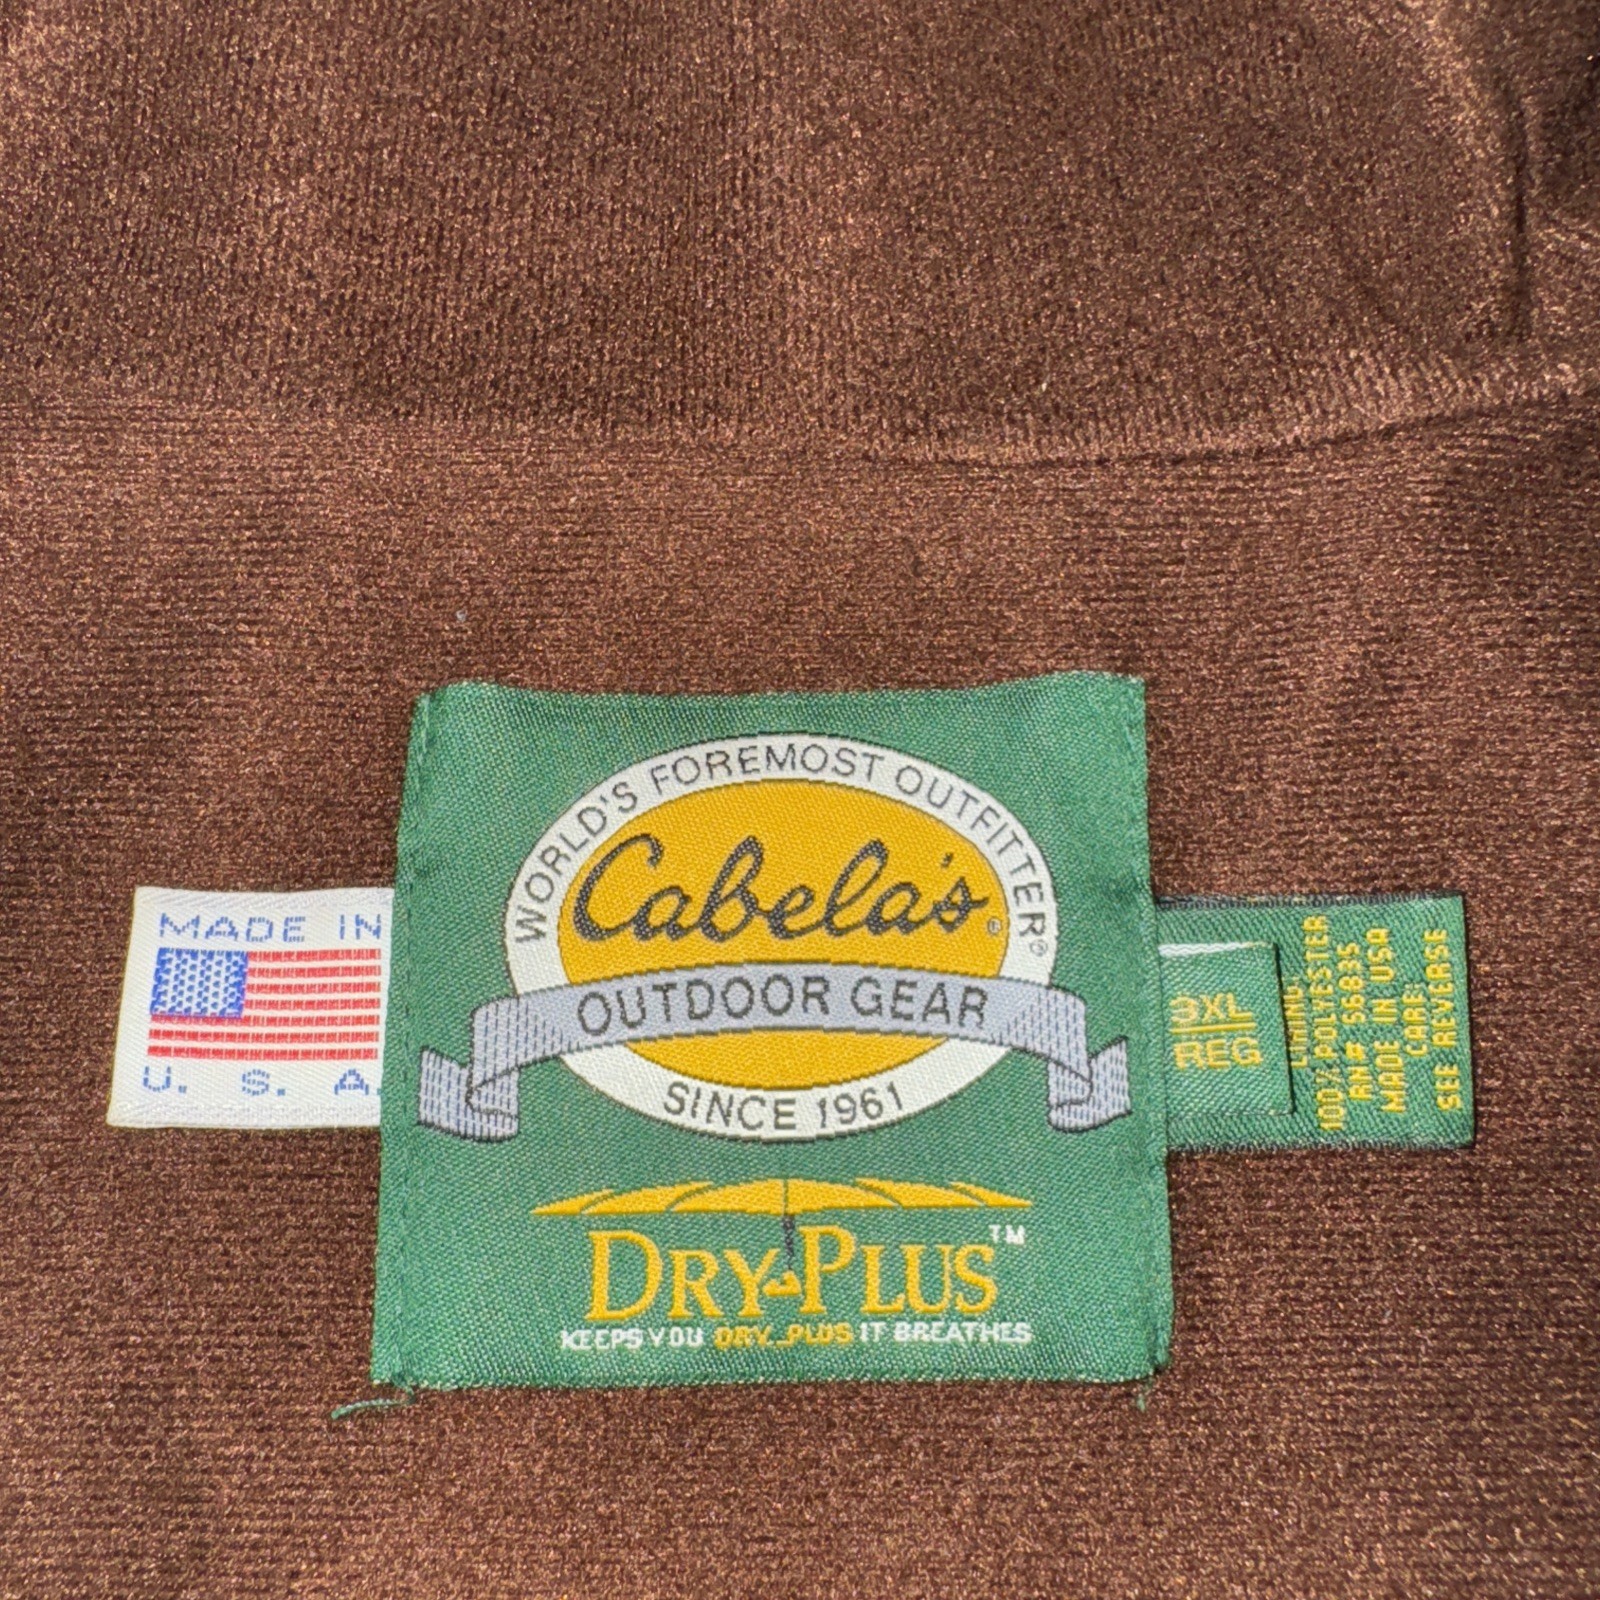 MADE IN
U. S. A.
WORLD'S FOREMOST OUTFITTER®
Cabela's®
OUTDOOR GEAR
SINCE 1961
DRY-PLUS™
KEEPS YOU DRY-PLUS IT BREATHES
3XL
REG
LINING:
100% POLYESTER
RN# 56835
MADE IN USA
CARE:
SEE REVERSE